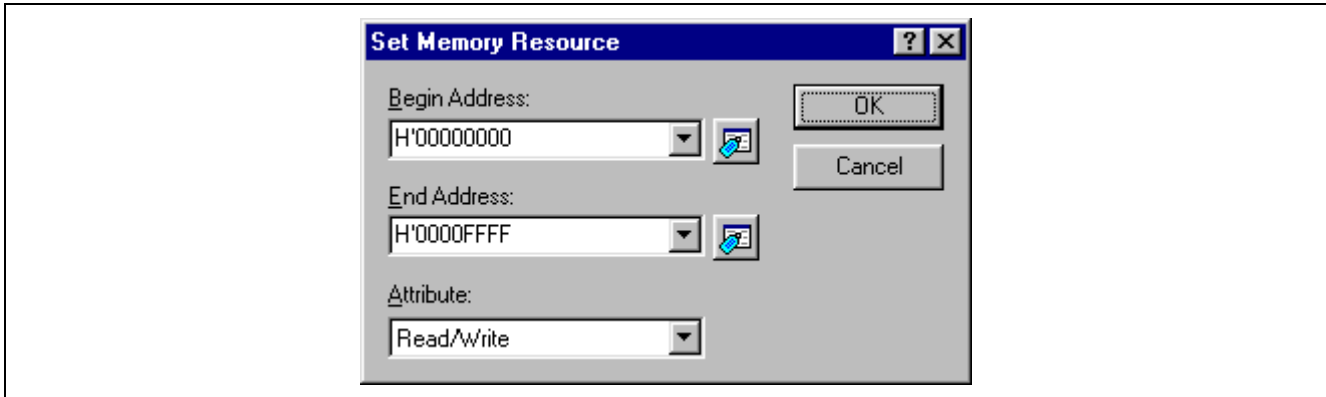 Set Memory Resource
Begin Address:
H'00000000
OK
Cancel
End Address:
H'0000FFFF
Attribute:
Read/Write